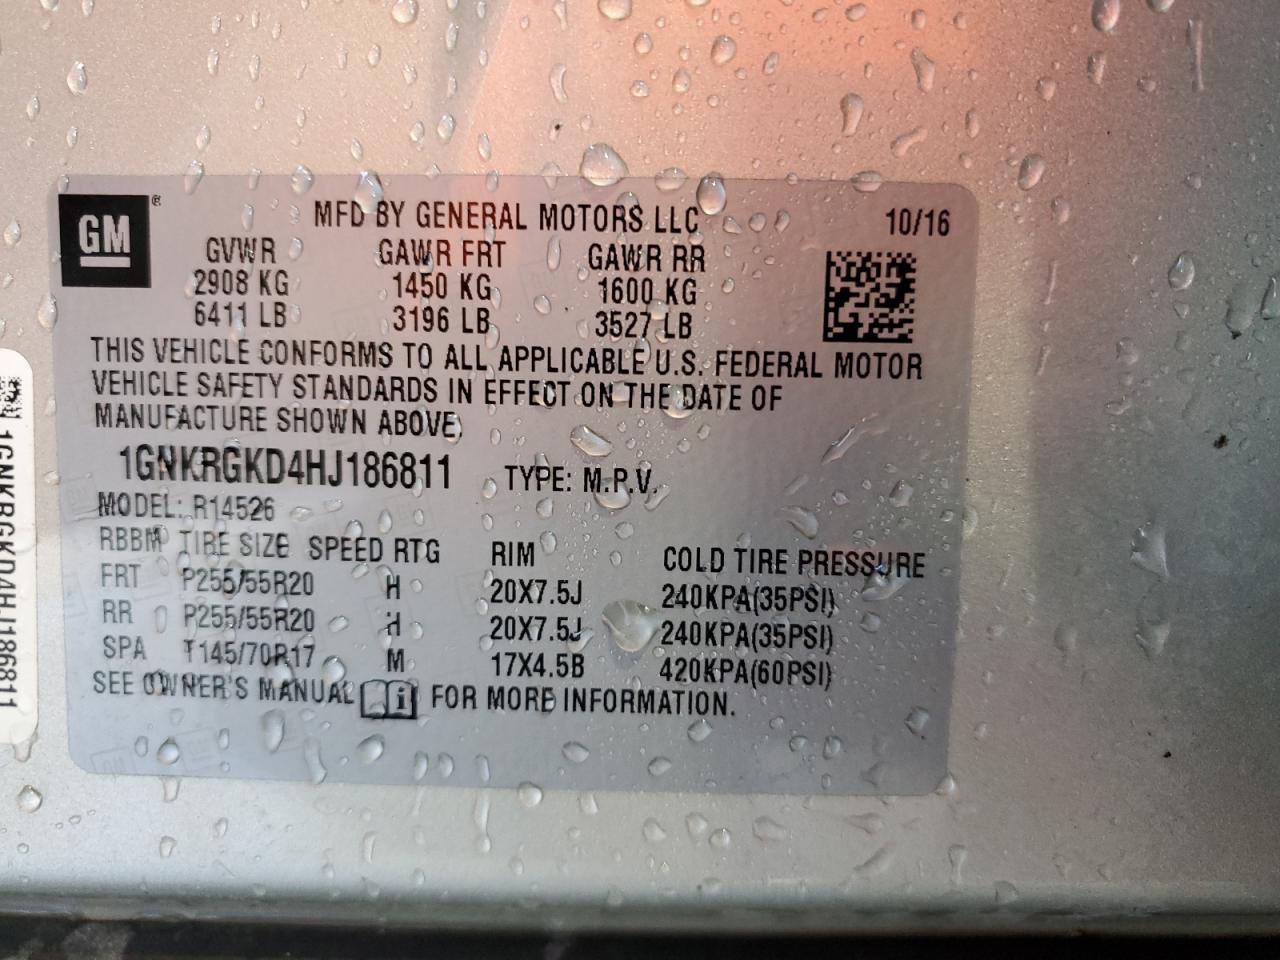 GM ® MFD BY GENERAL MOTORS LLC 10/16
GVWR GAWR FRT GAWR RR
2908 KG 1450 KG 1600 KG
6411 LB 3196 LB 3527 LB
THIS VEHICLE CONFORMS TO ALL APPLICABLE U.S. FEDERAL MOTOR
VEHICLE SAFETY STANDARDS IN EFFECT ON THE DATE OF
MANUFACTURE SHOWN ABOVE.
1GNKRGKD4HJ186811 TYPE: M.P.V.
MODEL: R14526
RBBM TIRE SIZE SPEED RTG RIM COLD TIRE PRESSURE
FRT P255/55R20 H 20X7.5J 240KPA(35PSI)
RR P255/55R20 H 20X7.5J 240KPA(35PSI)
SPA T145/70R17 M 17X4.5B 420KPA(60PSI)
SEE OWNER'S MANUAL i FOR MORE INFORMATION.
1GNKRGKD4HJ186811